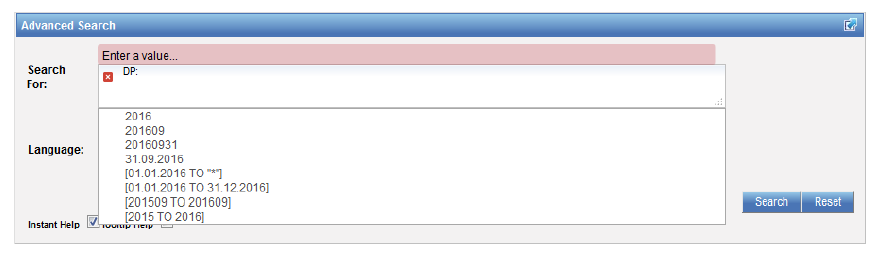 Advanced Search
Enter a value...
Search
For:
DP:
2016
201609
20160931
31.09.2016
[01.01.2016 TO "*"]
[01.01.2016 TO 31.12.2016]
[201509 TO 201609]
[2015 TO 2016]
Language:
Search Reset
Instant Help Tooltip Help